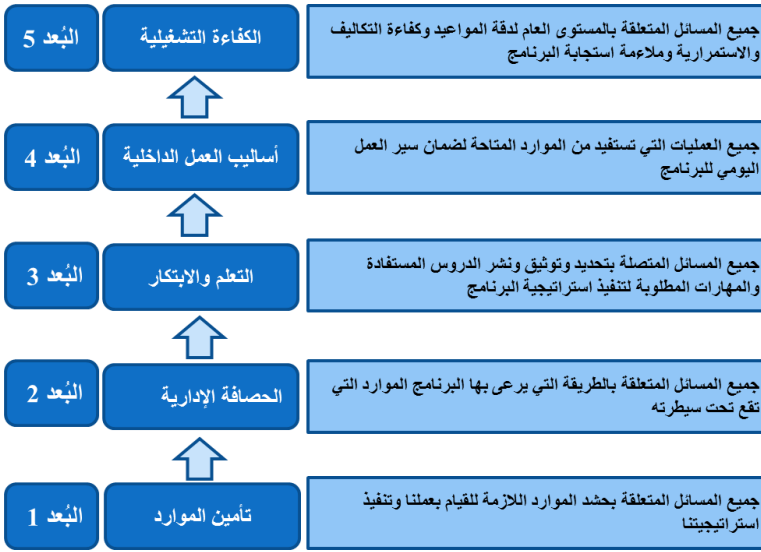 البُعد 5
الكفاءة التشغيلية
جميع المسائل المتعلقة بالمستوى العام لدقة المواعيد وكفاءة التكاليف
والاستمرارية وملاءمة استجابة البرنامج
البُعد 4
أساليب العمل الداخلية
جميع العمليات التي تستفيد من الموارد المتاحة لضمان سير العمل
اليومي للبرنامج
البُعد 3
التعلم والابتكار
جميع المسائل المتصلة بتحديد وتوثيق ونشر الدروس المستفادة
والمهارات المطلوبة لتنفيذ استراتيجية البرنامج
البُعد 2
الحصافة الإدارية
جميع المسائل المتعلقة بالطريقة التي يرعى بها البرنامج الموارد التي
تقع تحت سيطرته
البُعد 1
تأمين الموارد
جميع المسائل المتعلقة بحشد الموارد اللازمة للقيام بعملنا وتنفيذ
استراتيجيتنا